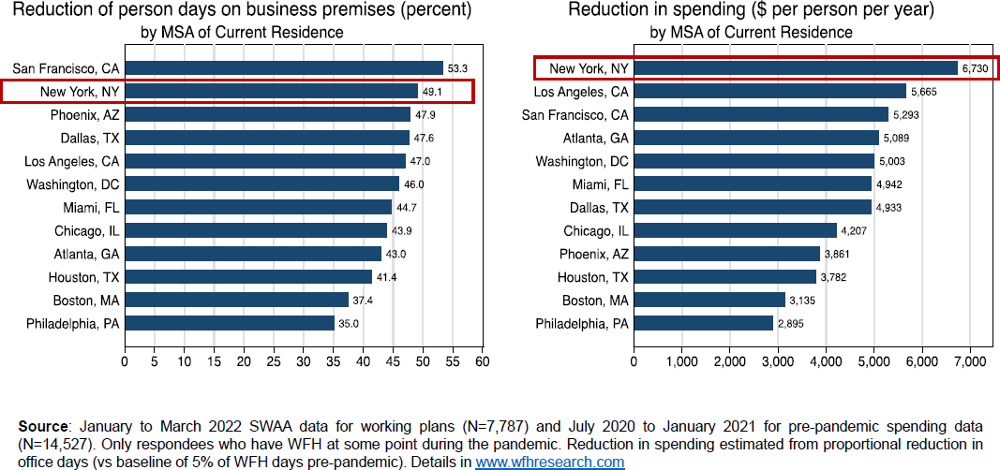 Reduction of person days on business premises (percent)
by MSA of Current Residence
San Francisco, CA 53.3
New York, NY 49.1
Phoenix, AZ 47.9
Dallas, TX 47.6
Los Angeles, CA 47.0
Washington, DC 46.0
Miami, FL 44.7
Chicago, IL 43.9
Atlanta, GA 43.0
Houston, TX 41.4
Boston, MA 37.4
Philadelphia, PA 35.0
0 5 10 15 20 25 30 35 40 45 50 55 60
Reduction in spending ($ per person per year)
by MSA of Current Residence
New York, NY 6,730
Los Angeles, CA 5,665
San Francisco, CA 5,293
Atlanta, GA 5,089
Washington, DC 5,003
Miami, FL 4,942
Dallas, TX 4,933
Chicago, IL 4,207
Phoenix, AZ 3,861
Houston, TX 3,782
Boston, MA 3,135
Philadelphia, PA 2,895
0 1,000 2,000 3,000 4,000 5,000 6,000 7,000
Source: January to March 2022 SWAA data for working plans (N=7,787) and July 2020 to January 2021 for pre-pandemic spending data
(N=14,527). Only respondees who have WFH at some point during the pandemic. Reduction in spending estimated from proportional reduction in
office days (vs baseline of 5% of WFH days pre-pandemic). Details in www.wfhresearch.com